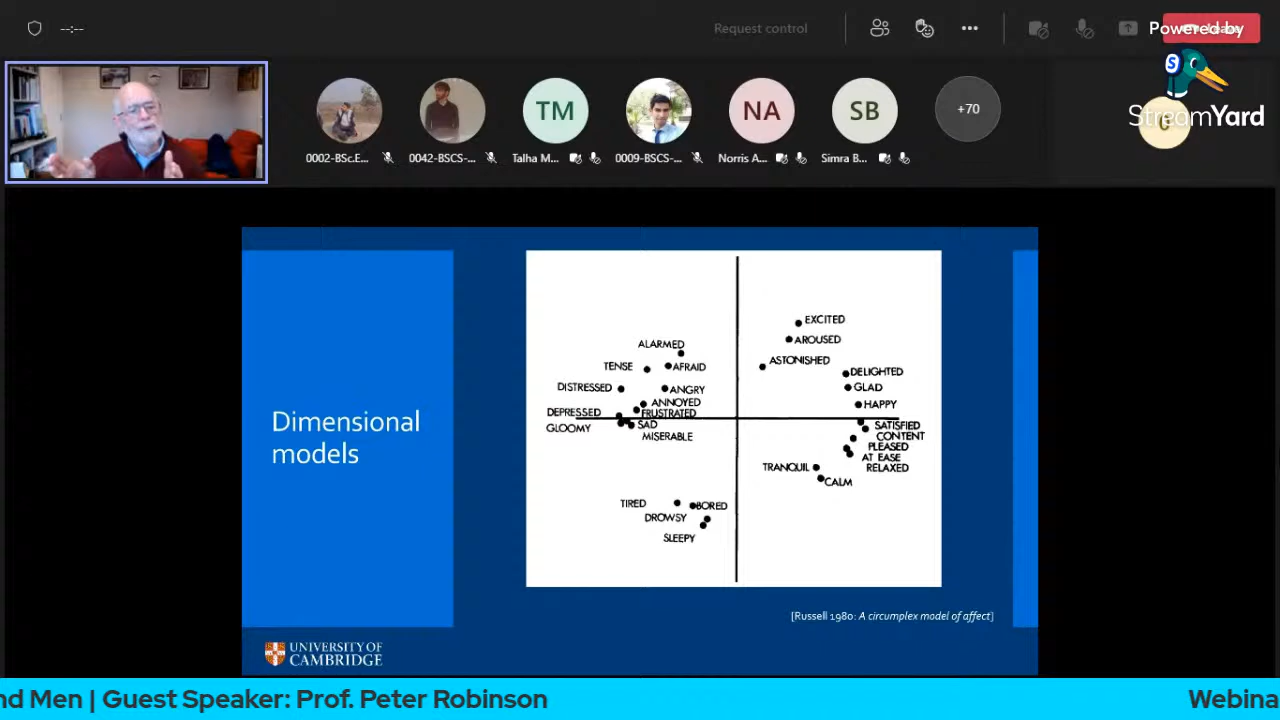 --:--
Request control
Powered by
StreamYard
0002-BSc.E...
0042-BSCS-...
TM
Talha M...
0009-BSCS-...
NA
Norris A...
SB
Simra B...
+70
Dimensional
models
EXCITED
AROUSED
ASTONISHED
DELIGHTED
GLAD
HAPPY
SATISFIED
CONTENT
PLEASED
AT EASE
RELAXED
TRANQUIL
CALM
ALARMED
TENSE
AFRAID
DISTRESSED
ANGRY
ANNOYED
DEPRESSED
FRUSTRATED
GLOOMY
SAD
MISERABLE
TIRED
BORED
DROWSY
SLEEPY
[Russell 1980: A circumplex model of affect]
UNIVERSITY OF
CAMBRIDGE
nd Men | Guest Speaker: Prof. Peter Robinson
Webina